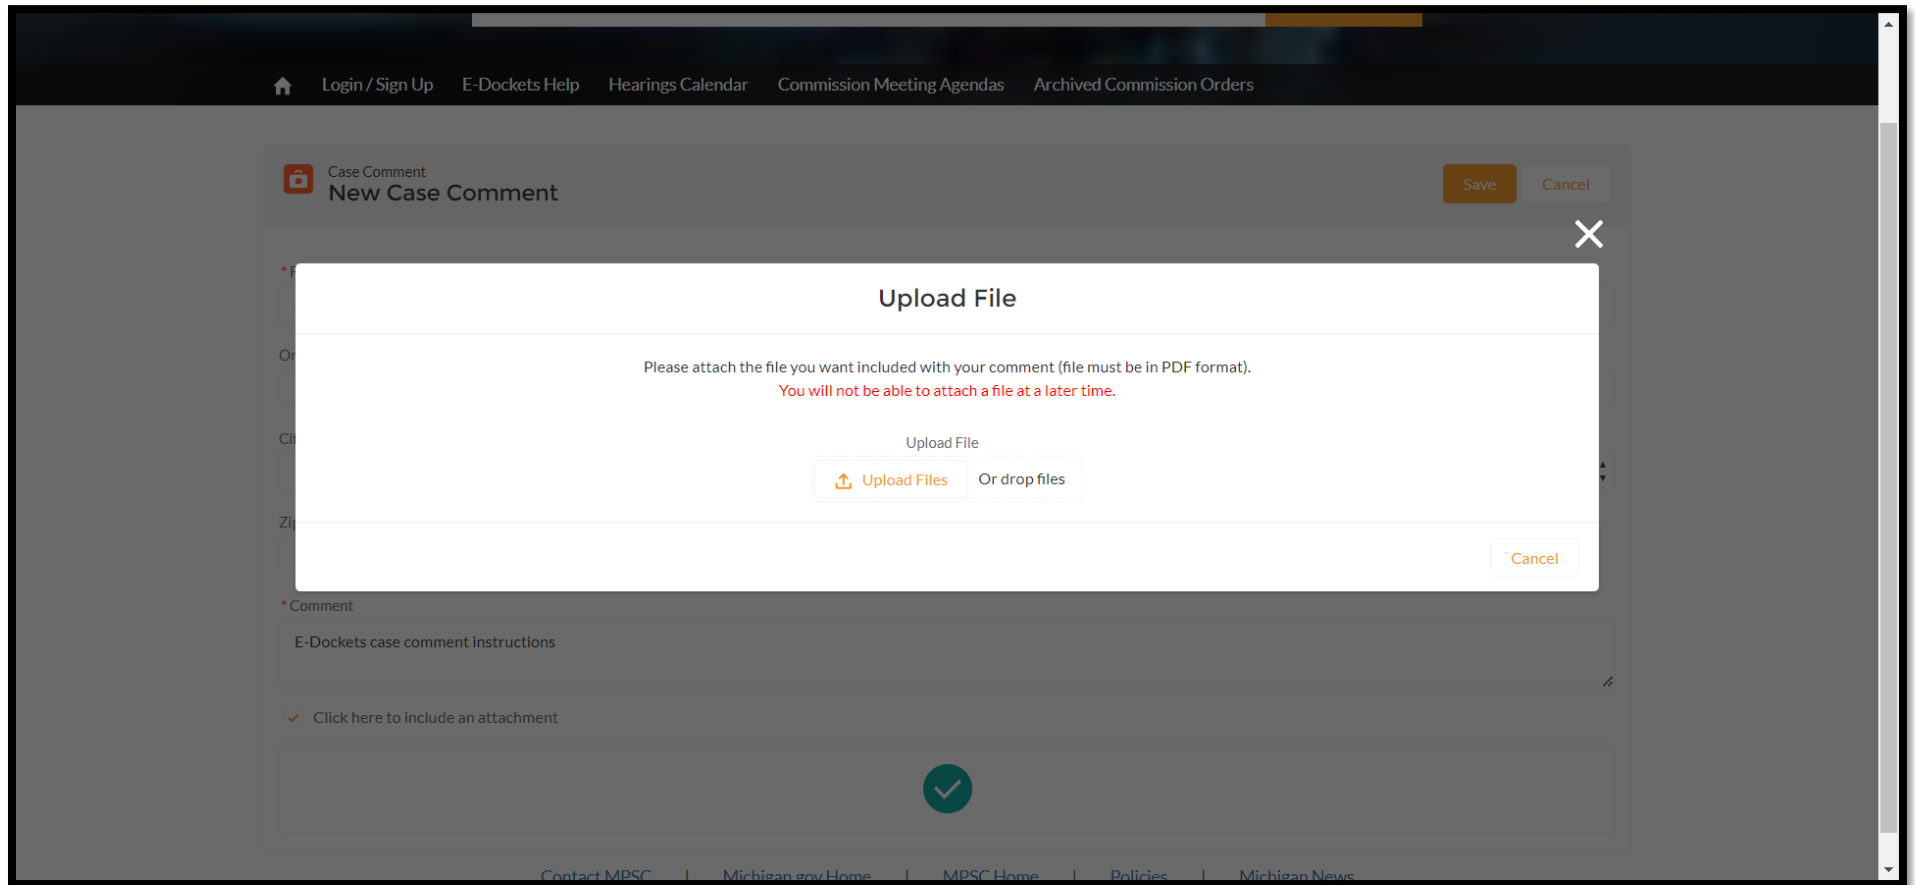 Login / Sign Up E-Dockets Help Hearings Calendar Commission Meeting Agendas Archived Commission Orders
Case Comment
New Case Comment
Save Cancel
Upload File
Please attach the file you want included with your comment (file must be in PDF format).
You will not be able to attach a file at a later time.
Upload File
Upload Files Or drop files
Cancel
* Comment
E-Dockets case comment instructions
Click here to include an attachment
Contact MPSC | Michigan.gov Home | MPSC Home | Policies | Michigan News